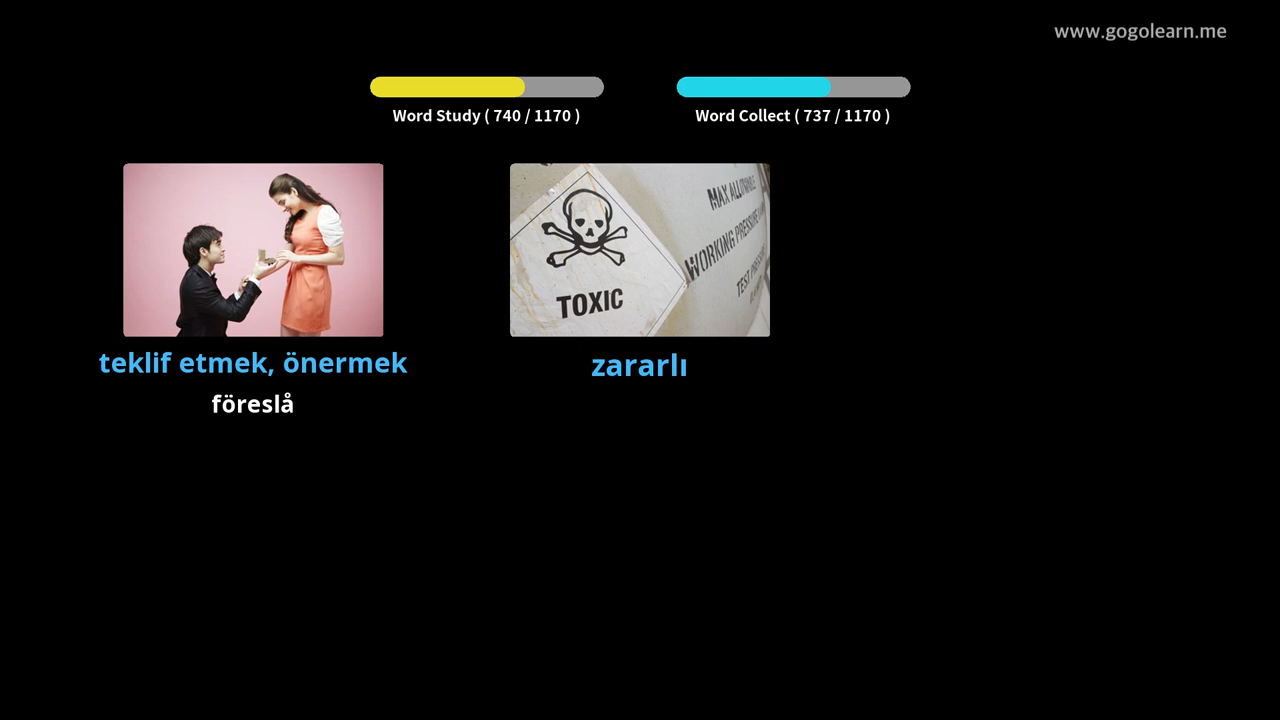 www.gogolearn.me
Word Study ( 740 / 1170 )
Word Collect ( 737 / 1170 )
TOXIC
MAX ALLOWABLE
WORKING PRESSURE
TEST
teklif etmek, önermek
zararlı
föreslå